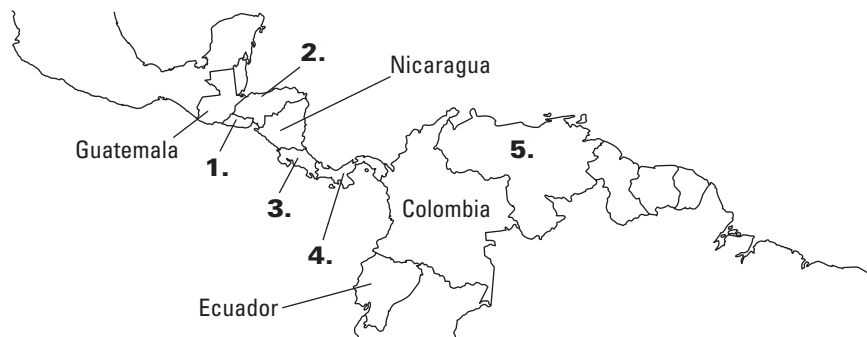 2.
Nicaragua
Guatemala
1.
5.
3.
Colombia
4.
Ecuador